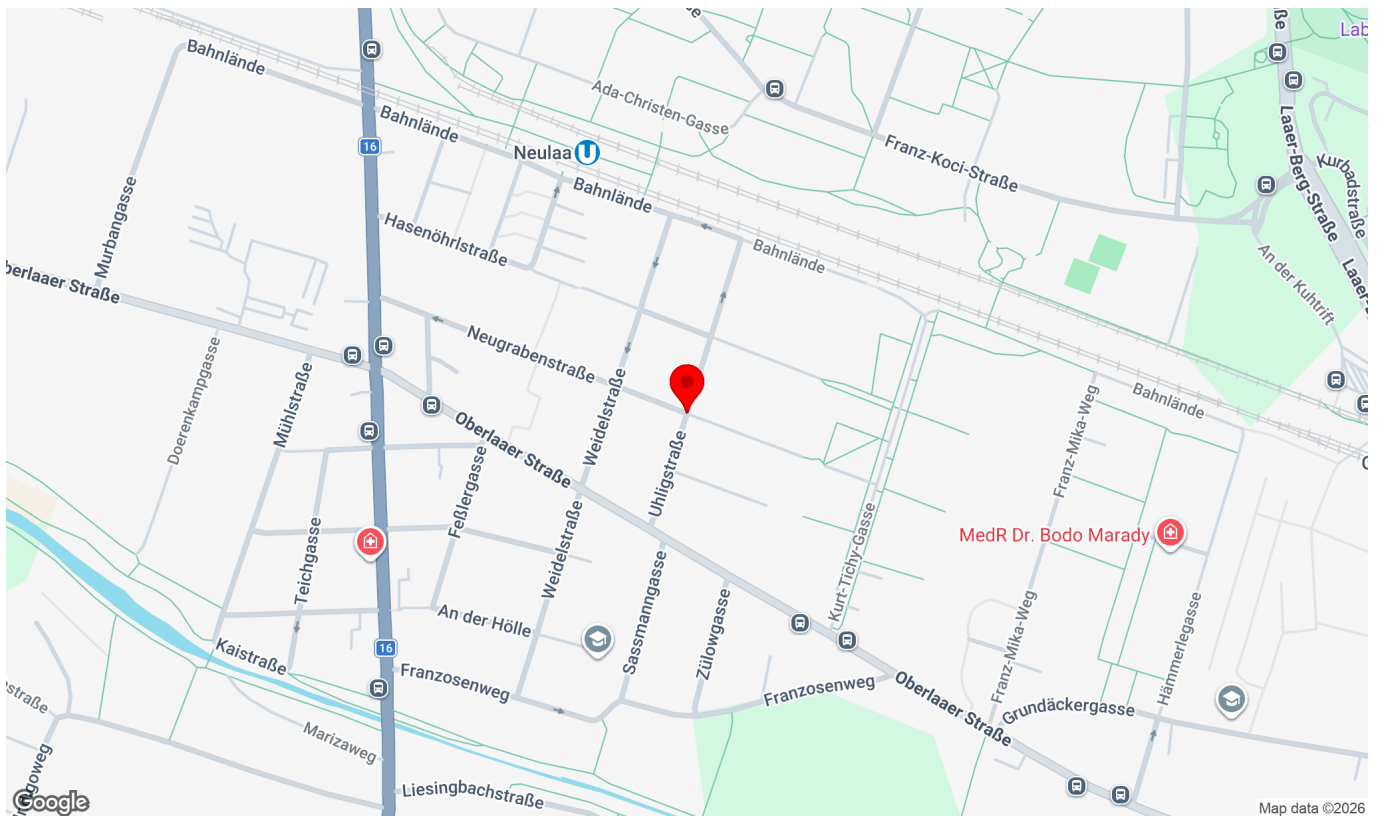 Lab
Bahnlände
Ada-Christen-Gasse
Bahnlände
16
Neulaa
Franz-Koci-Straße
Laaer-Berg-Straße
Kurbadstraße
Murbangasse
Bahnlände
Hasenöhrlstraße
Bahnlände
An der Kuhtrift
Oberlaaer Straße
Neugrabenstraße
Doerenkampgasse
Mühlstraße
Weidelstraße
Bahnlände
Franz-Mika-Weg
Oberlaaer Straße
Uhligstraße
Feßlergasse
Weidelstraße
Teichgasse
Kurt-Tichy-Gasse
MedR Dr. Bodo Marady
An der Hölle
Sassmanngasse
Zülowgasse
Franz-Mika-Weg
Hämmerlegasse
Kaistraße
16
Franzosenweg
Franzosenweg
Oberlaaer Straße
Grundäckergasse
Marizaweg
Liesingbachstraße
Google
Map data ©2026